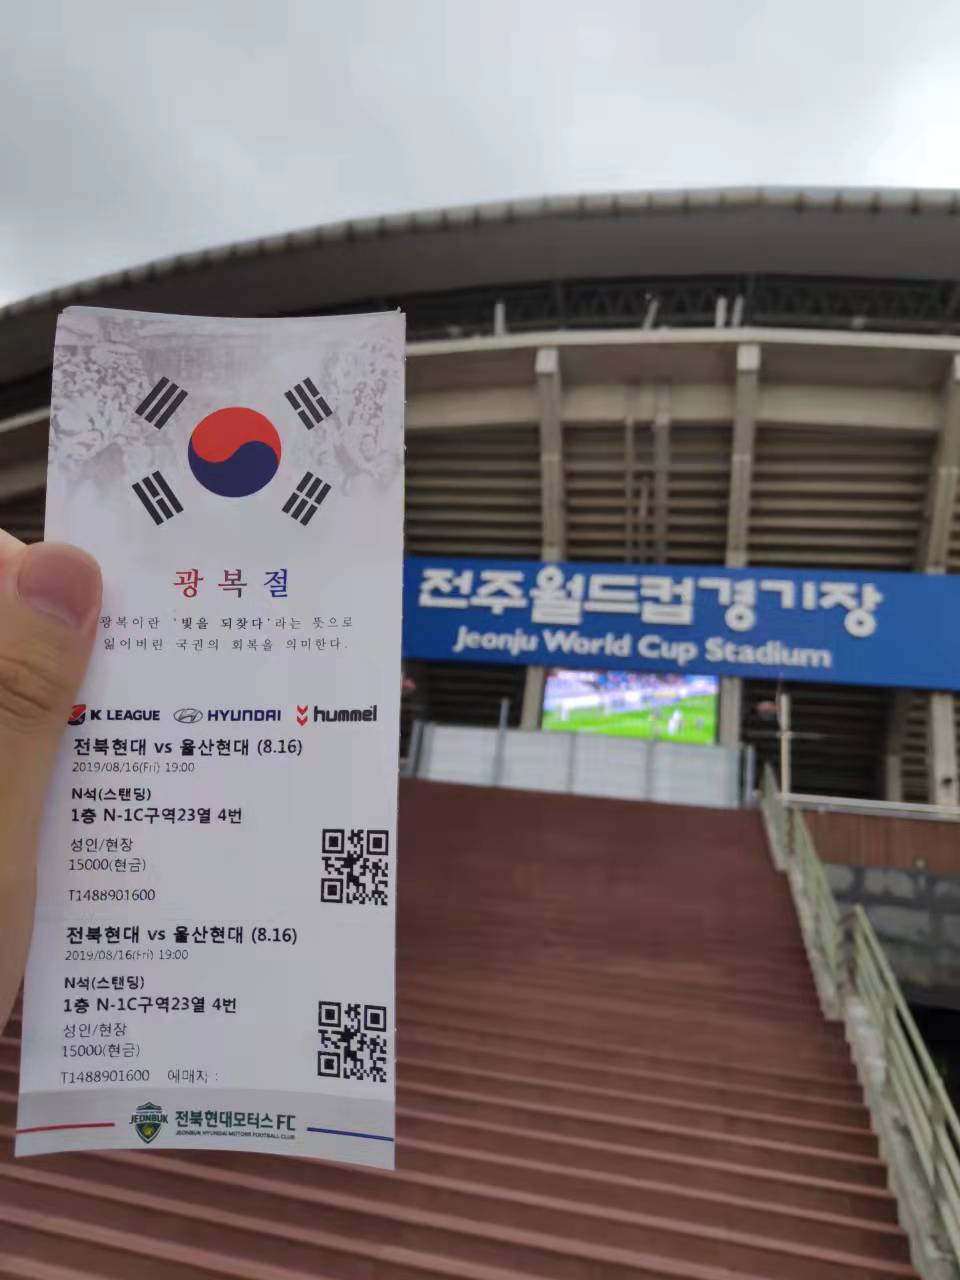 광복절
광복이란 '빛을 되찾다'라는 뜻으로
잃어버린 국권의 회복을 의미한다.
K LEAGUE HYUNDAI hummel
전북현대 vs 울산현대 (8.16)
2019/08/16(Fri) 19:00
N석(스탠딩)
1층 N-1C구역23열 4번
성인/현장
15000(현금)
T1488901600
전북현대 vs 울산현대 (8.16)
2019/08/16(Fri) 19:00
N석(스탠딩)
1층 N-1C구역23열 4번
성인/현장
15000(현금)
T1488901600 예매자 :
JEONBUK
전북현대모터스FC
JEONBUK HYUNDAI MOTORS FOOTBALL CLUB
전주월드컵경기장
Jeonju World Cup Stadium